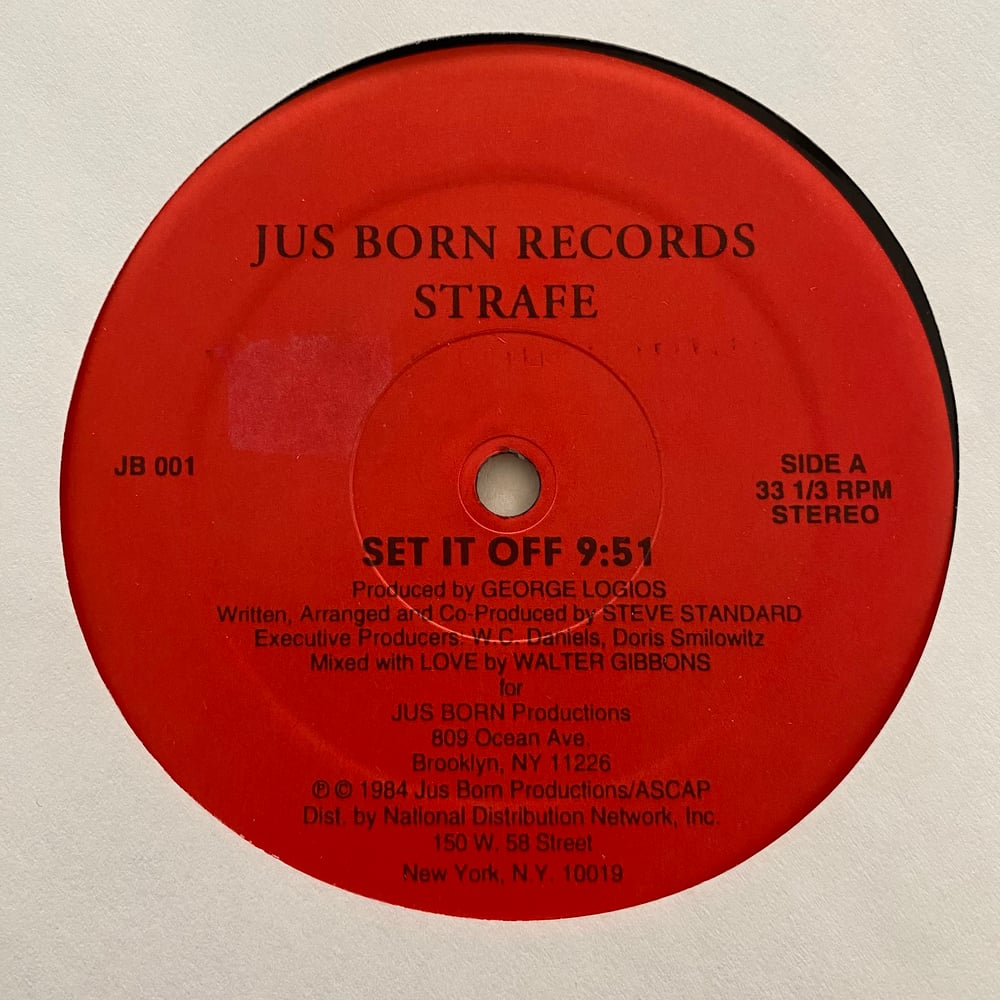 JUS BORN RECORDS
STRAFE
JB 001
SIDE A
33 1/3 RPM
STEREO
SET IT OFF 9:51
Produced by GEORGE LOGIOS
Written, Arranged and Co-Produced by STEVE STANDARD
Executive Producers: W.C. Daniels, Doris Smilowitz
Mixed with LOVE by WALTER GIBBONS
for
JUS BORN Productions
809 Ocean Ave.
Brooklyn, NY 11226
℗ © 1984 Jus Born Productions/ASCAP
Dist. by National Distribution Network, Inc.
150 W. 58 Street
New York, N.Y. 10019